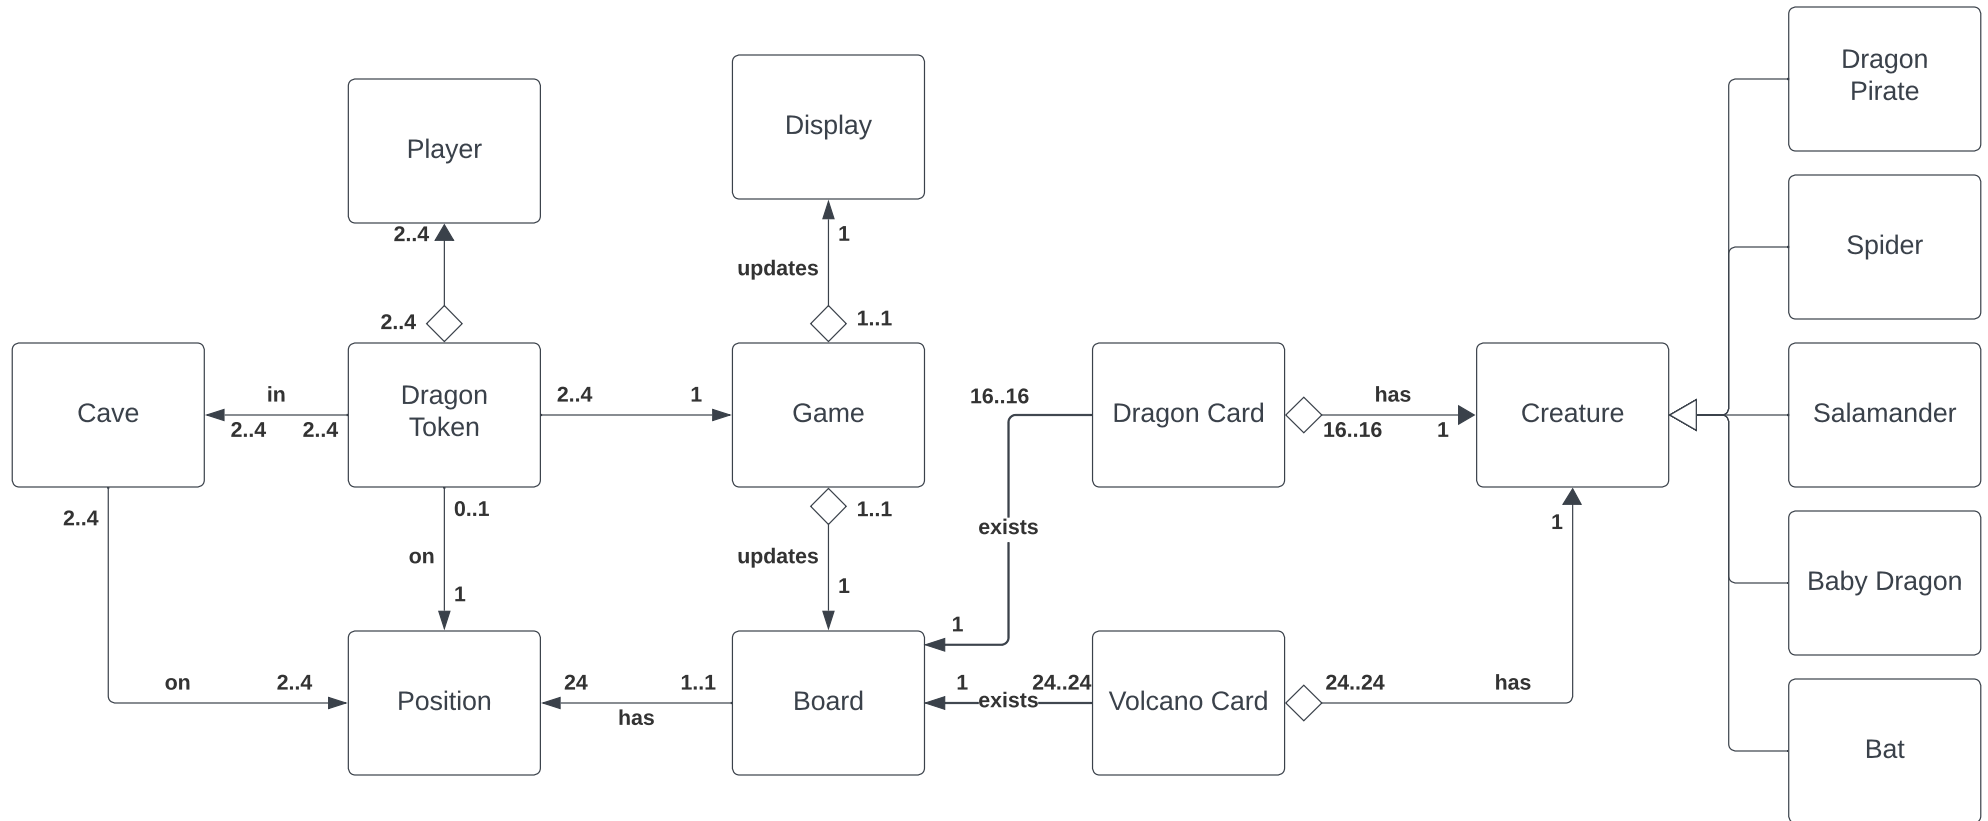 Dragon
Pirate
Display
Player
Spider
2..4
1
updates
2..4
1..1
in
2..4
1
has
Cave
Dragon
Token
Game
16..16
Dragon Card
Creature
Salamander
2..4
2..4
16..16
1
2..4
0..1
1..1
exists
1
on
updates
1
1
Baby Dragon
1
on
2..4
24
1..1
1
24..24
24..24
has
Position
Board
exists
Volcano Card
has
Bat